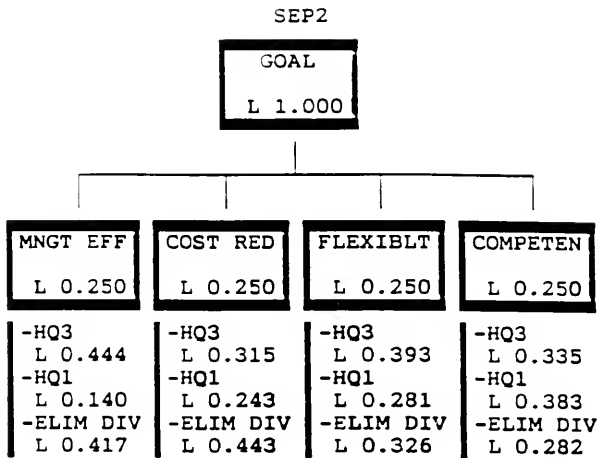 SEP2
GOAL
L 1.000
MNGT EFF
L 0.250
COST RED
L 0.250
FLEXIBLT
L 0.250
COMPETEN
L 0.250
-HQ3
L 0.444
-HQ1
L 0.140
-ELIM DIV
L 0.417
-HQ3
L 0.315
-HQ1
L 0.243
-ELIM DIV
L 0.443
-HQ3
L 0.393
-HQ1
L 0.281
-ELIM DIV
L 0.326
-HQ3
L 0.335
-HQ1
L 0.383
-ELIM DIV
L 0.282